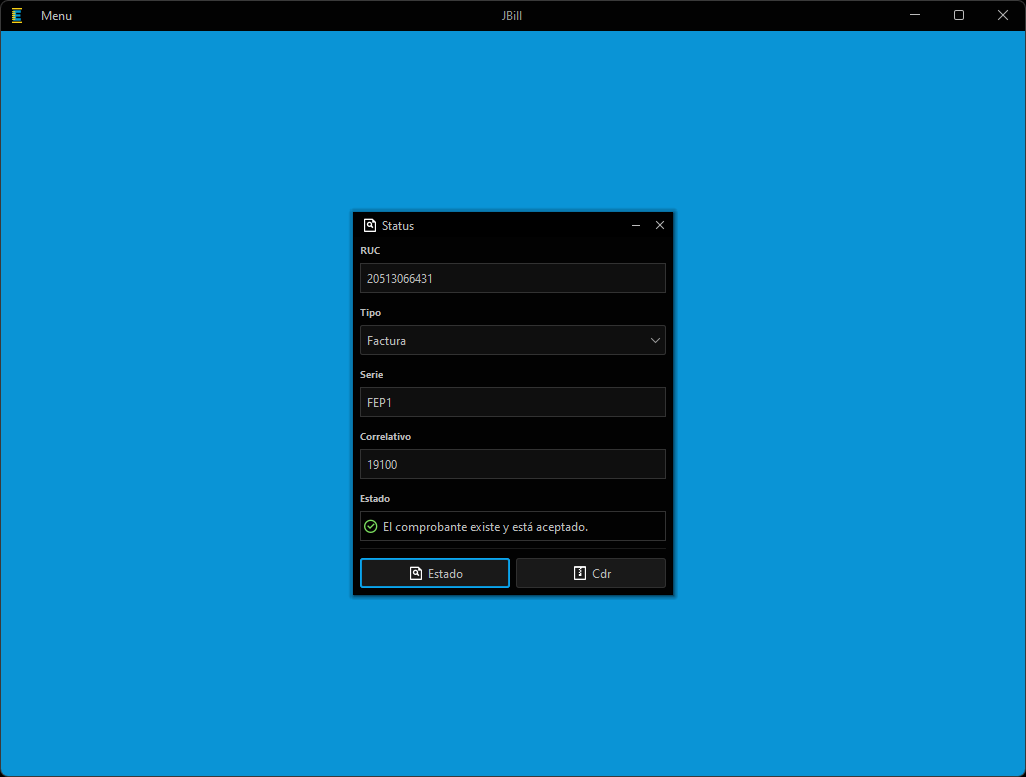 Menu
JBill
Status
RUC
20513066431
Tipo
Factura
Serie
FEP1
Correlativo
19100
Estado
El comprobante existe y está aceptado.
Estado
Cdr